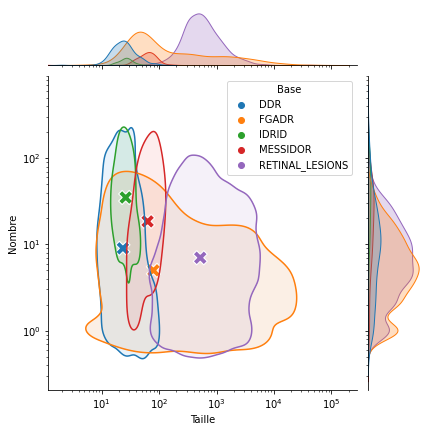 Base
DDR
FGADR
IDRID
MESSIDOR
RETINAL_LESIONS
Nombre
10²
10¹
10⁰
10¹
10²
10³
10⁴
10⁵
Taille